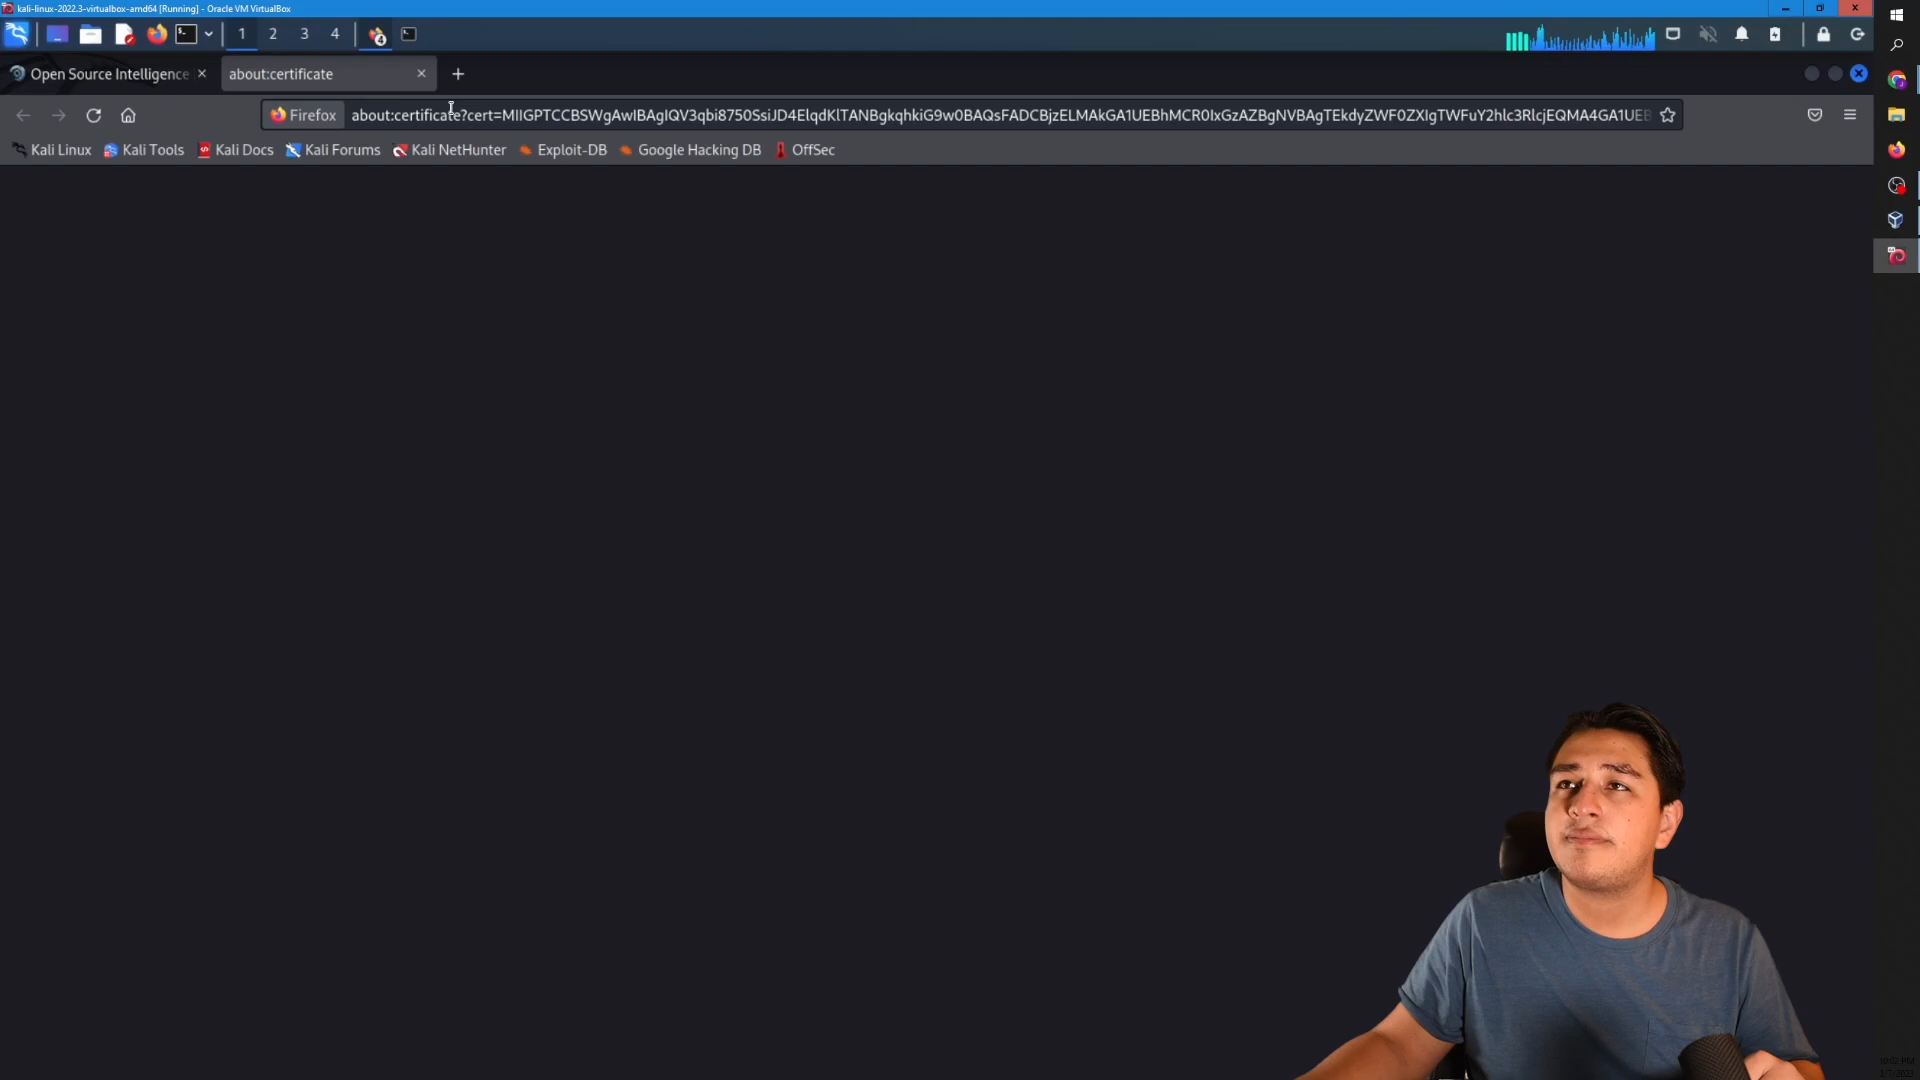 kali-linux-2022.3-virtualbox-amd64 [Running] - Oracle VM VirtualBox
1 2 3 4
Open Source Intelligence
about:certificate
Firefox
about:certificate?cert=MIIGPTCCBSWgAwIBAgIQV3qbi8750SsiJD4ElqdKlTANBgkqhkiG9w0BAQsFADCBjzELMAkGA1UEBhMCR0IxGzAZBgNVBAgTEkdyZWF0ZXIgTWFuY2hlc3RlcjEQMA4GA1UEB
Kali Linux
Kali Tools
Kali Docs
Kali Forums
Kali NetHunter
Exploit-DB
Google Hacking DB
OffSec